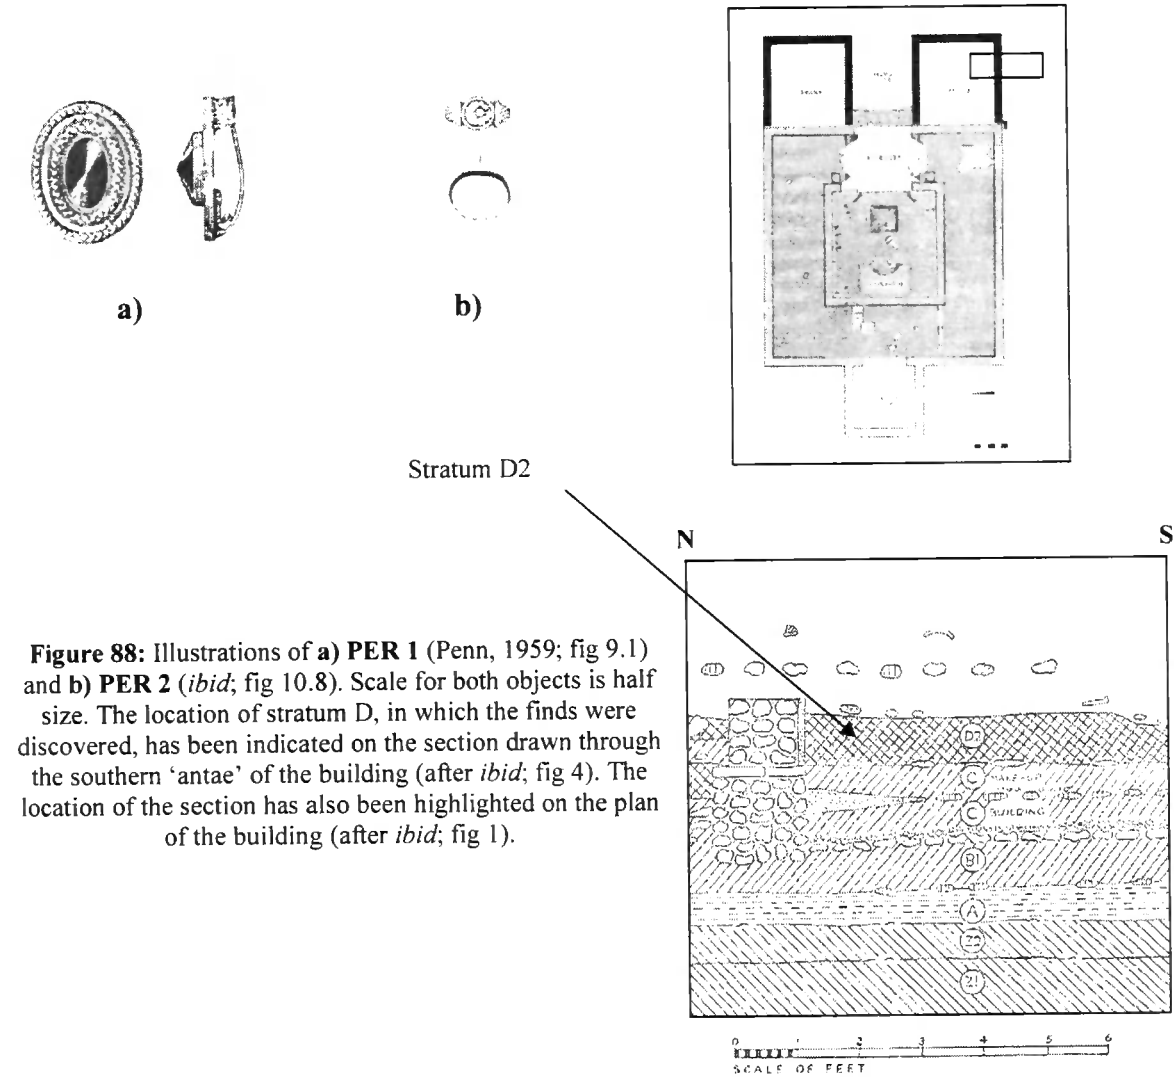 a)
b)
Stratum D2
N
S
Figure 88: Illustrations of a) PER 1 (Penn, 1959; fig 9.1)
and b) PER 2 (ibid; fig 10.8). Scale for both objects is half
size. The location of stratum D, in which the finds were
discovered, has been indicated on the section drawn through
the southern ‘antae’ of the building (after ibid; fig 4). The
location of the section has also been highlighted on the plan
of the building (after ibid; fig 1).
D2
C MAKE-UP
C BUILDING
B1
A
Z2
Z1
0 2 3 4 5 6
SCALE OF FEET